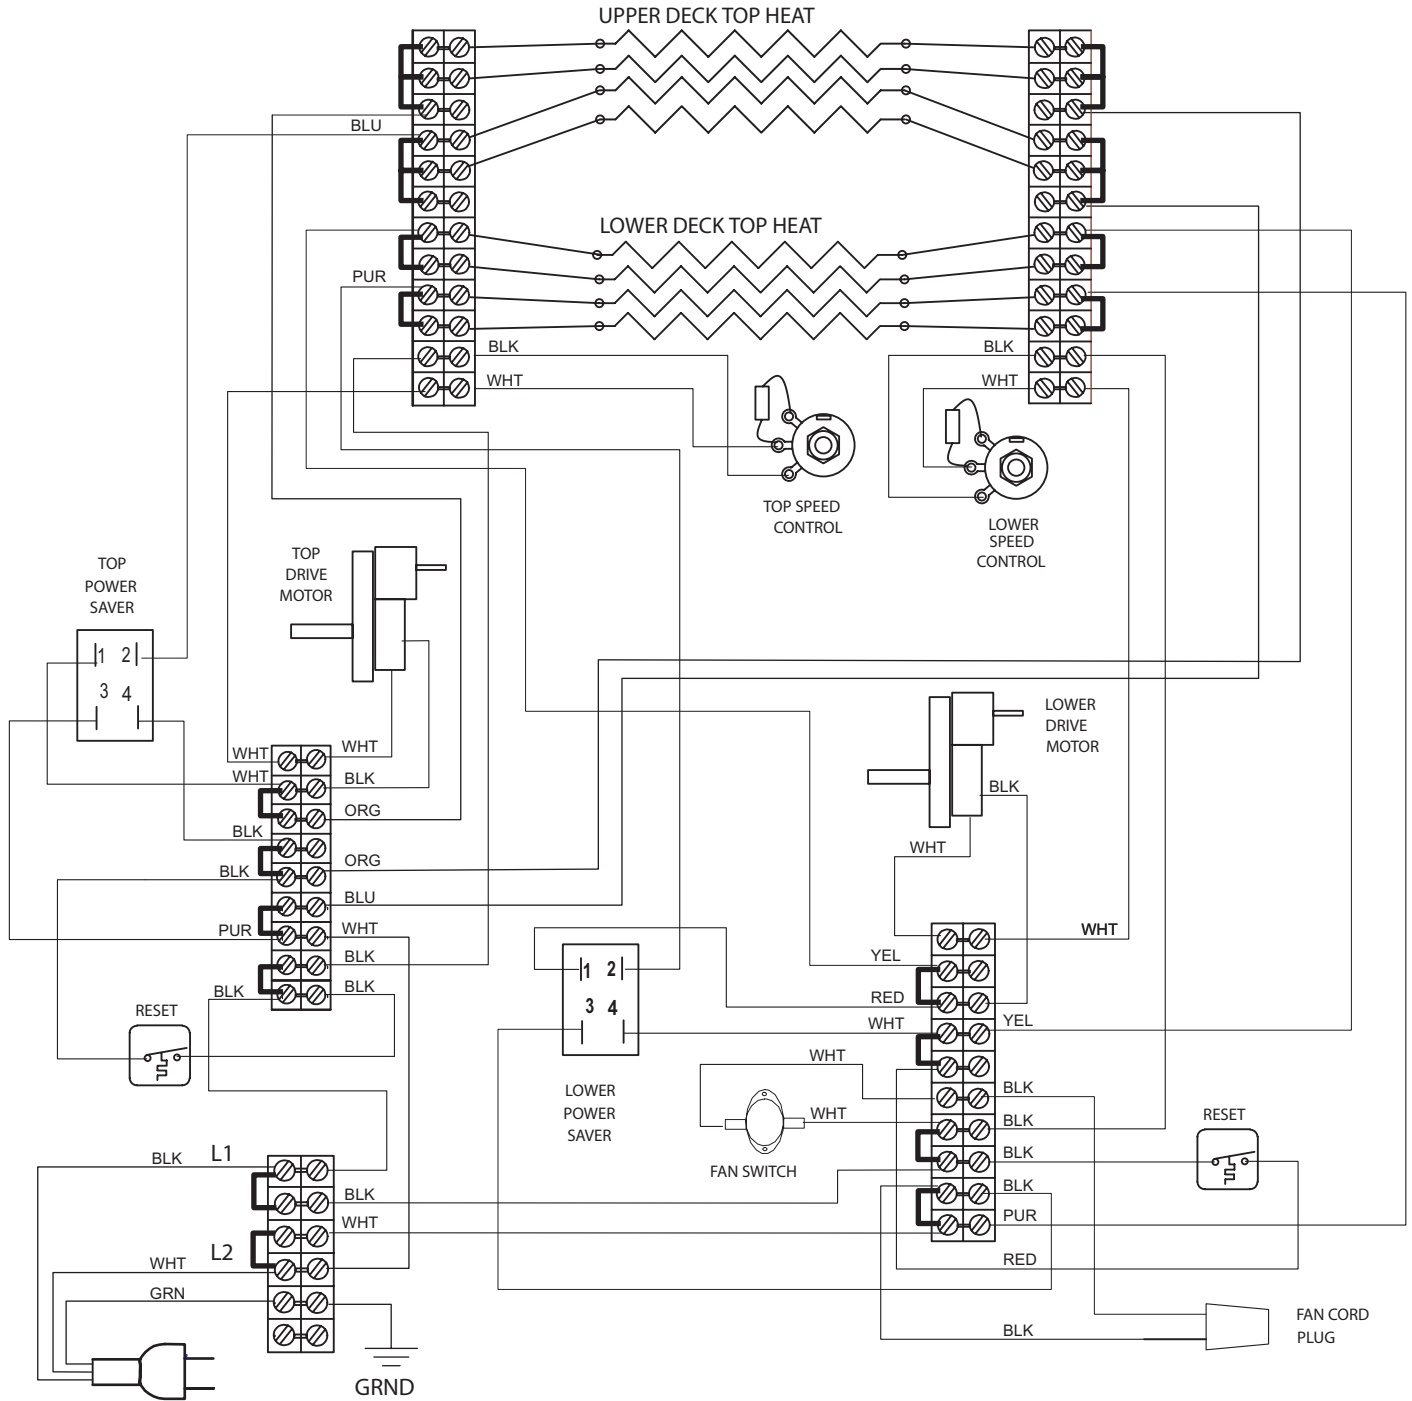 UPPER DECK TOP HEAT
BLU
LOWER DECK TOP HEAT
PUR
BLK
BLK
WHT
WHT
TOP SPEED
CONTROL
LOWER
SPEED
CONTROL
TOP
DRIVE
MOTOR
TOP
POWER
SAVER
1 2
3 4
LOWER
DRIVE
MOTOR
BLK
WHT
WHT
WHT
WHT
BLK
ORG
BLK
ORG
BLK
BLU
PUR
WHT
BLK
BLK
BLK
RESET
WHT
YEL
1 2
3 4
RED
WHT
YEL
LOWER
POWER
SAVER
WHT
WHT
FAN SWITCH
BLK
BLK
BLK
BLK
PUR
RED
RESET
BLK
L1
BLK
WHT
L2
WHT
GRN
GRND
BLK
FAN CORD
PLUG